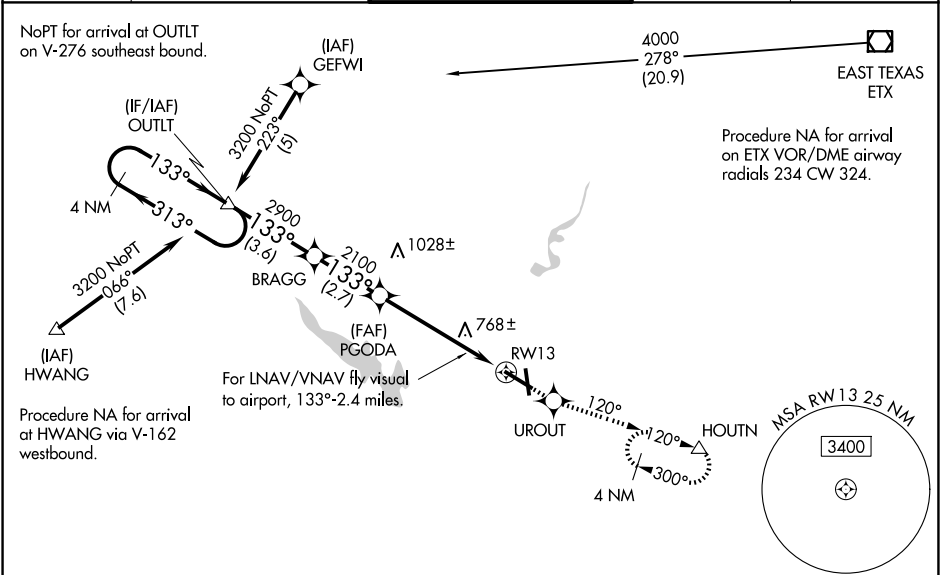 NoPT for arrival at OUTLT
on V-276 southeast bound.
(IAF)
GEFWI
4000
278°
(20.9)
EAST TEXAS
ETX
(IF/IAF)
OUTLT
3200 NoPT
223°
(5)
Procedure NA for arrival
on ETX VOR/DME airway
radials 234 CW 324.
133°
4 NM
313°
2900
133°
(3.6)
BRAGG
2100
133°
(2.7)
1028±
3200 NoPT
066°
(7.6)
(IAF)
HWANG
(FAF)
PGODA
768±
RW13
For LNAV/VNAV fly visual
to airport, 133°-2.4 miles.
Procedure NA for arrival
at HWANG via V-162
westbound.
UROUT
120°
120°
HOUTN
300°
4 NM
MSA RW13 25 NM
3400